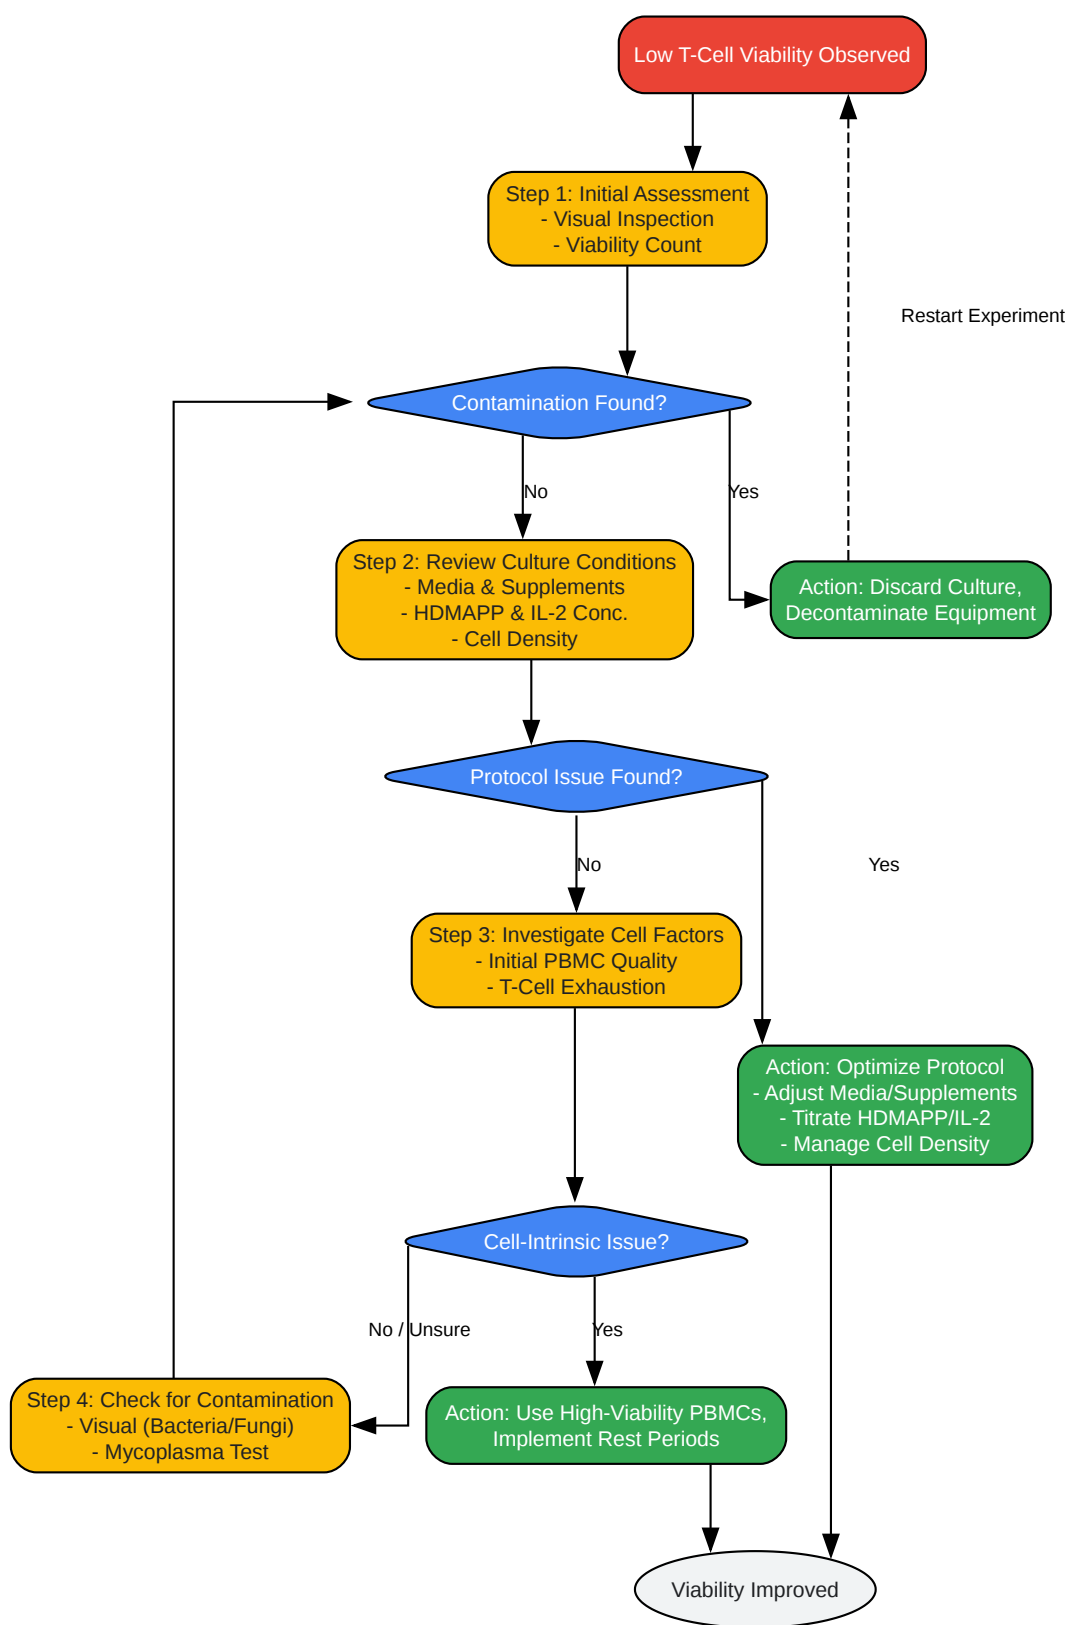 Low T-Cell Viability Observed
Step 1: Initial Assessment
- Visual Inspection
- Viability Count
Restart Experiment
Contamination Found?
No
Yes
Step 2: Review Culture Conditions
- Media & Supplements
- HDMAPP & IL-2 Conc.
- Cell Density
Action: Discard Culture,
Decontaminate Equipment
Protocol Issue Found?
No
Yes
Step 3: Investigate Cell Factors
- Initial PBMC Quality
- T-Cell Exhaustion
Action: Optimize Protocol
- Adjust Media/Supplements
- Titrate HDMAPP/IL-2
- Manage Cell Density
Cell-Intrinsic Issue?
No / Unsure
Yes
Step 4: Check for Contamination
- Visual (Bacteria/Fungi)
- Mycoplasma Test
Action: Use High-Viability PBMCs,
Implement Rest Periods
Viability Improved